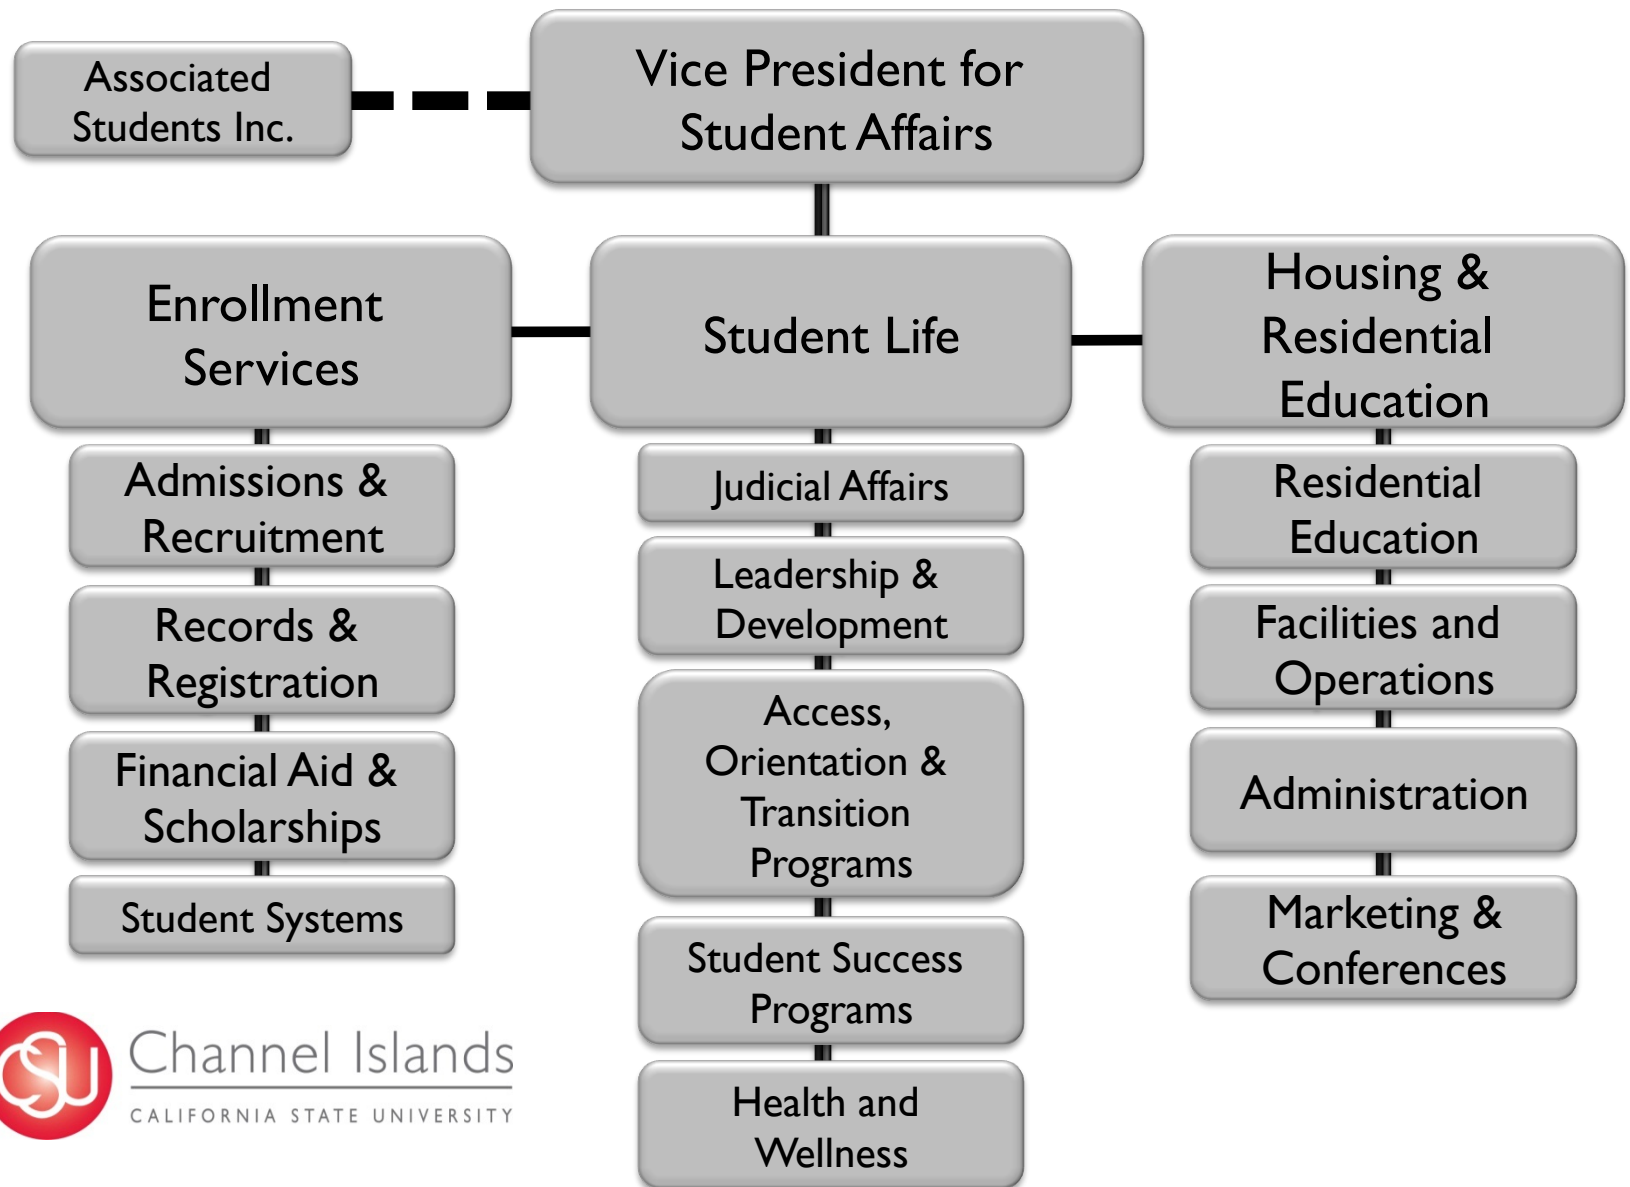 Associated
Students Inc.
Vice President for
Student Affairs
Enrollment
Services
Student Life
Housing &
Residential
Education
Admissions &
Recruitment
Records &
Registration
Financial Aid &
Scholarships
Student Systems
Judicial Affairs
Leadership &
Development
Access,
Orientation &
Transition
Programs
Student Success
Programs
Health and
Wellness
Residential
Education
Facilities and
Operations
Administration
Marketing &
Conferences
CSU
Channel Islands
CALIFORNIA STATE UNIVERSITY